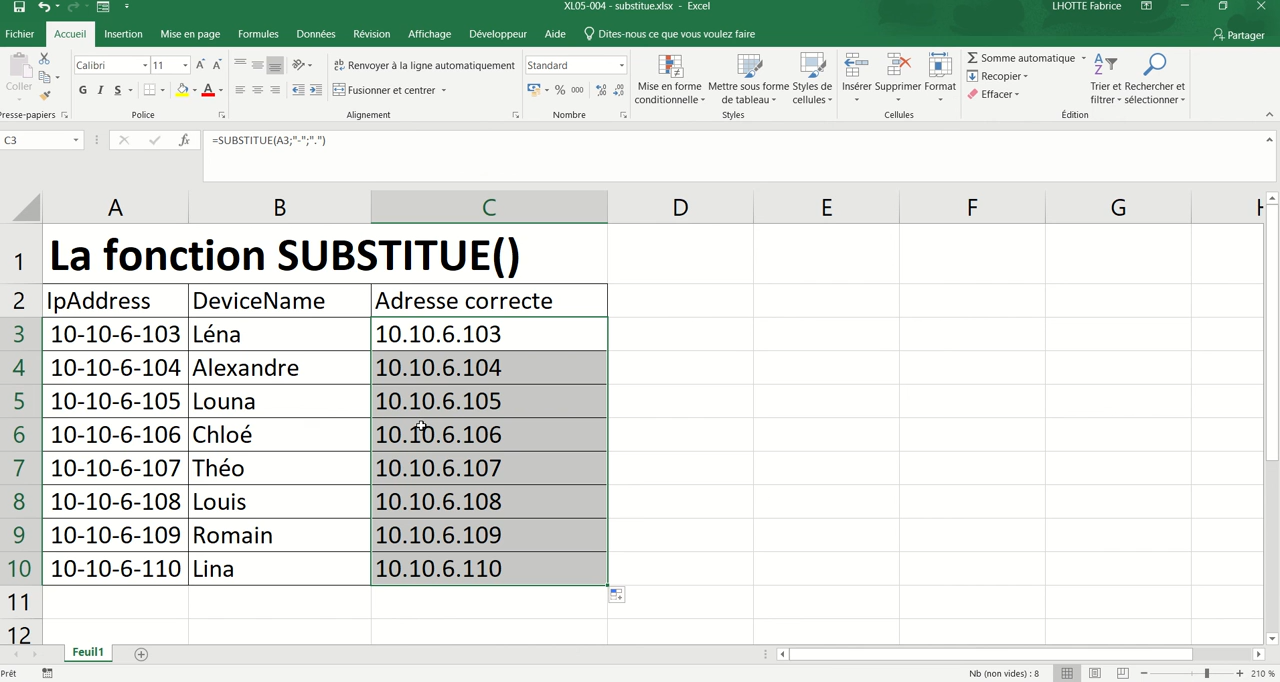 XL05-004 - substitue.xlsx - Excel
LHOTTE Fabrice
Fichier Accueil Insertion Mise en page Formules Données Révision Affichage Développeur Aide Dites-nous ce que vous voulez faire Partager
Coller
Calibri 11
G I S
Renvoyer à la ligne automatiquement
Fusionner et centrer
Standard
% 000
Mise en forme conditionnelle
Mettre sous forme de tableau
Styles de cellules
Insérer Supprimer Format
Somme automatique
Recopier
Effacer
Trier et filtrer
Rechercher et sélectionner
Presse-papiers Police Alignement Nombre Styles Cellules Édition
C3 fx =SUBSTITUE(A3;"-";".")
A B C D E F G H
1 La fonction SUBSTITUE()
2 IpAddress DeviceName Adresse correcte
3 10-10-6-103 Léna 10.10.6.103
4 10-10-6-104 Alexandre 10.10.6.104
5 10-10-6-105 Louna 10.10.6.105
6 10-10-6-106 Chloé 10.10.6.106
7 10-10-6-107 Théo 10.10.6.107
8 10-10-6-108 Louis 10.10.6.108
9 10-10-6-109 Romain 10.10.6.109
10 10-10-6-110 Lina 10.10.6.110
11
12
Feuil1
Prêt Nb (non vides) : 8 210 %